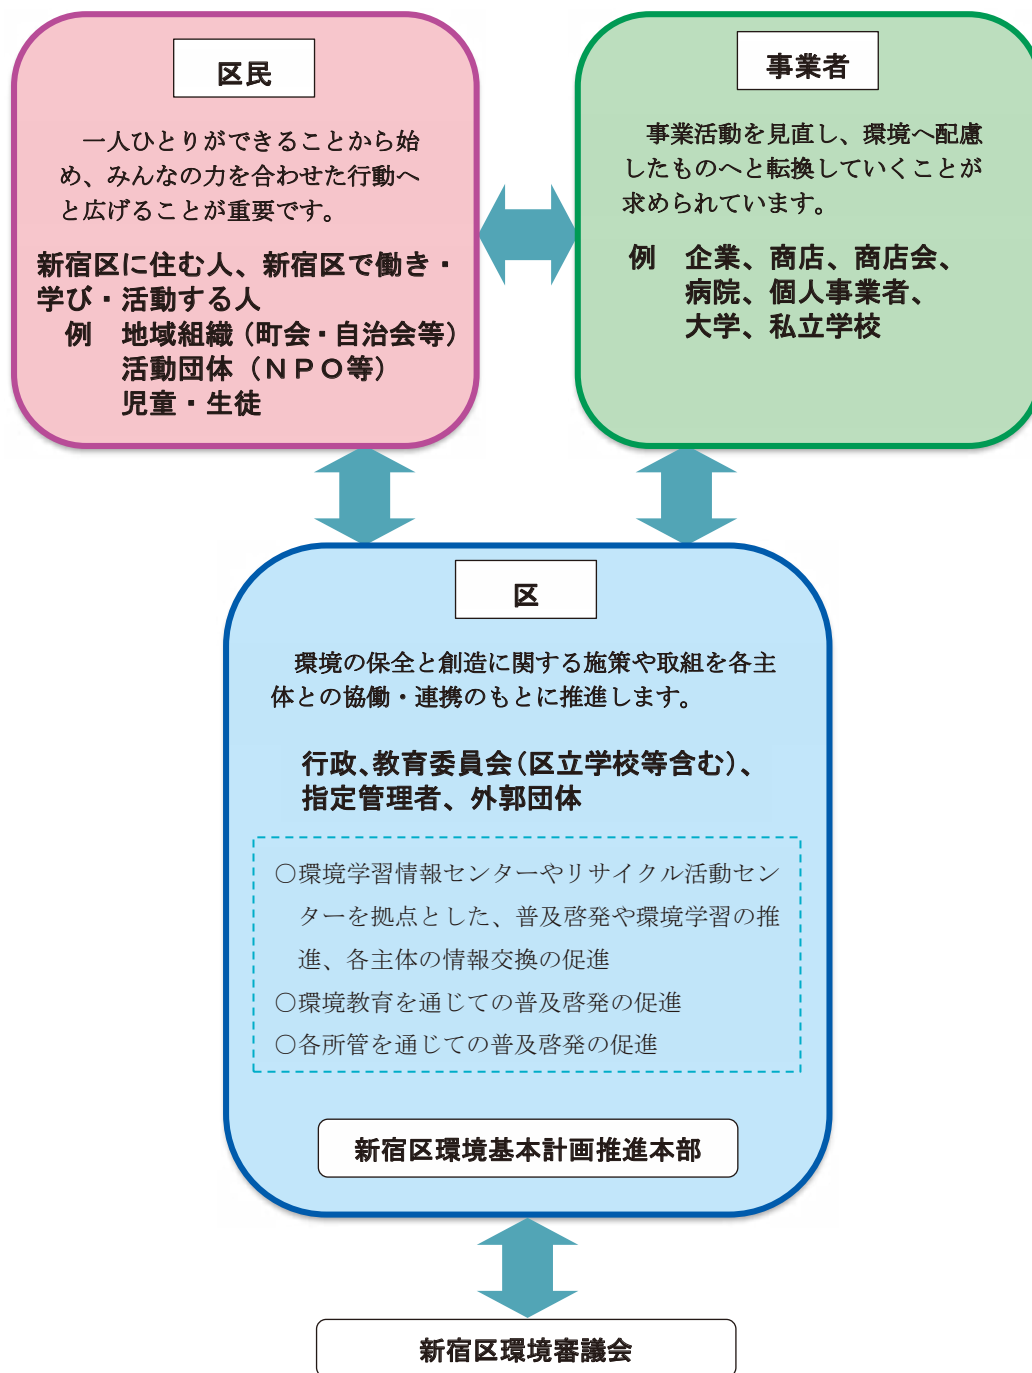 区民
一人ひとりができることから始
め、みんなの力を合わせた行動へ
と広げることが重要です。
新宿区に住む人、新宿区で働き・
学び・活動する人
例　地域組織（町会・自治会等）
活動団体（ＮＰＯ等）
児童・生徒
事業者
事業活動を見直し、環境へ配慮
したものへと転換していくことが
求められています。
例　企業、商店、商店会、
病院、個人事業者、
大学、私立学校
区
環境の保全と創造に関する施策や取組を各主
体との協働・連携のもとに推進します。
行政、教育委員会（区立学校等含む）、
指定管理者、外郭団体
○環境学習情報センターやリサイクル活動セン
ターを拠点とした、普及啓発や環境学習の推
進、各主体の情報交換の促進
○環境教育を通じての普及啓発の促進
○各所管を通じての普及啓発の促進
新宿区環境基本計画推進本部
新宿区環境審議会